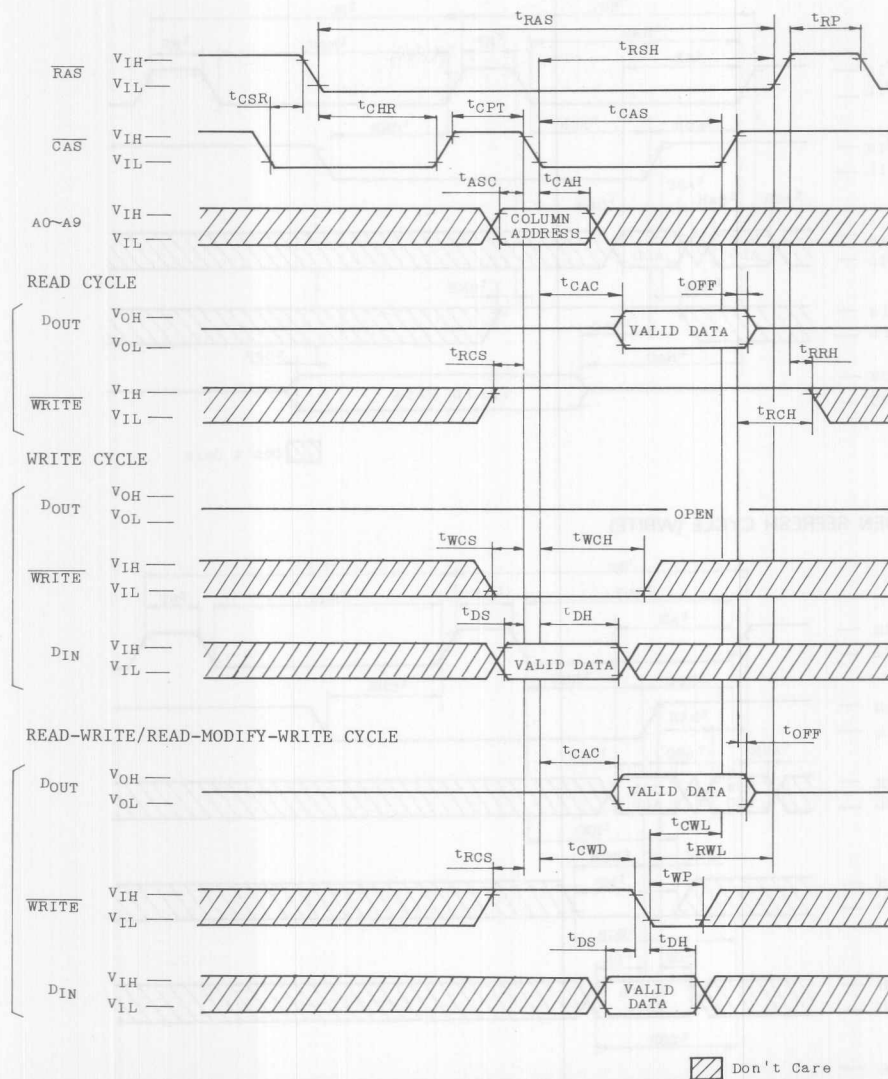 tRAS tRP
tRSH
RAS VIH VIL
tCSR tCHR tCPT tCAS
CAS VIH VIL
tASC tCAH
A0~A9 VIH VIL COLUMN ADDRESS
READ CYCLE
tCAC tOFF
DOUT VOH VOL VALID DATA
tRCS tRRH
WRITE VIH VIL
tRCH
WRITE CYCLE
DOUT VOH VOL OPEN
tWCS tWCH
WRITE VIH VIL
tDS tDH
DIN VIH VIL VALID DATA
READ-WRITE/READ-MODIFY-WRITE CYCLE
tCAC tOFF
DOUT VOH VOL VALID DATA
tCWL
tRCS tCWD tRWL
tWP
WRITE VIH VIL
tDS tDH
DIN VIH VIL VALID DATA
Don't Care